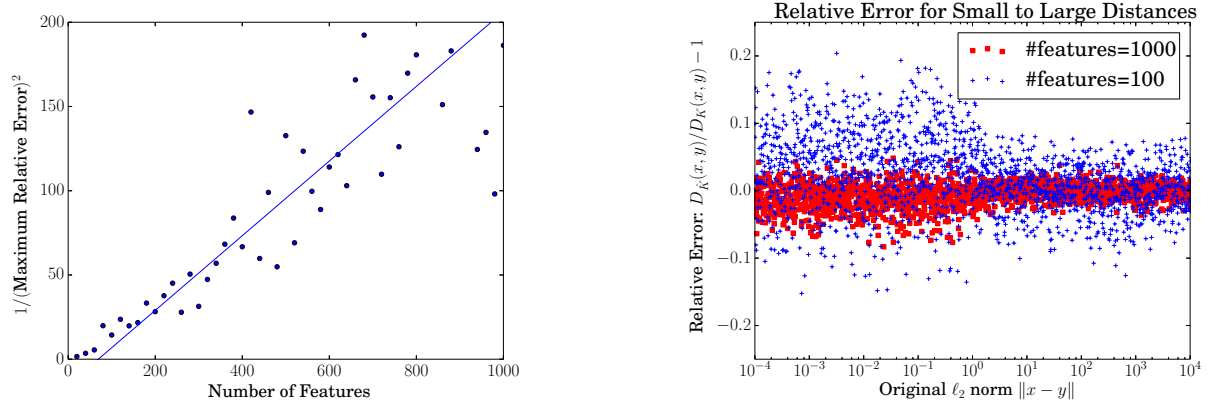 200
150
100
50
0
1/(Maximum Relative Error)²
0 200 400 600 800 1000
Number of Features
Relative Error for Small to Large Distances
#features=1000
#features=100
0.2
0.1
0.0
−0.1
−0.2
Relative Error: D_K̂(x, y)/D_K(x, y) − 1
10⁻⁴ 10⁻³ 10⁻² 10⁻¹ 10⁰ 10¹ 10² 10³ 10⁴
Original ℓ₂ norm ‖x − y‖